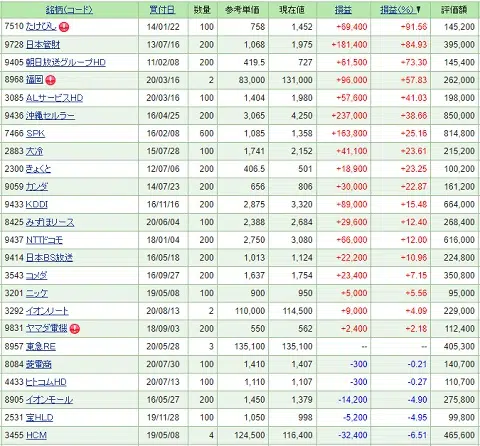 銘柄(コード) 買付日 数量 参考単価 現在値 損益 損益(%)▼ 評価額
7510 たけびし 14/01/22 100 758 1,452 +69,400 +91.56 145,200
9728 日本管財 13/07/16 200 1,068 1,975 +181,400 +84.93 395,000
9405 朝日放送グループHD 11/02/08 200 419.5 727 +61,500 +73.30 145,400
8968 福岡 20/03/16 2 83,000 131,000 +96,000 +57.83 262,000
3085 ALサービスHD 20/03/16 100 1,404 1,980 +57,600 +41.03 198,000
9436 沖縄セルラー 16/04/25 200 3,065 4,250 +237,000 +38.66 850,000
7466 SPK 16/02/08 600 1,085 1,358 +163,800 +25.16 814,800
2883 大冷 15/07/28 100 1,741 2,152 +41,100 +23.61 215,200
2300 きょくと 12/07/06 200 406.5 501 +18,900 +23.25 100,200
9059 カンダ 14/07/23 200 656 806 +30,000 +22.87 161,200
9433 KDDI 16/11/16 200 2,875 3,320 +89,000 +15.48 664,000
8425 みずほリース 20/06/04 100 2,388 2,684 +29,600 +12.40 268,400
9437 NTTドコモ 18/01/04 200 2,750 3,080 +66,000 +12.00 616,000
9414 日本BS放送 16/05/18 200 1,013 1,124 +22,200 +10.96 224,800
3543 コメダ 16/09/27 200 1,637 1,754 +23,400 +7.15 350,800
3201 ニッケ 19/05/08 100 900 950 +5,000 +5.56 95,000
3292 イオンリート 20/08/13 2 110,000 114,500 +9,000 +4.09 229,000
9831 ヤマダ電機 18/09/03 200 550 562 +2,400 +2.18 112,400
8957 東急RE 20/05/28 3 135,100 135,100 -- -- 405,300
8084 菱電商 20/07/30 100 1,410 1,407 -300 -0.21 140,700
4433 ヒトコムHD 20/07/13 100 1,110 1,107 -300 -0.27 110,700
8905 イオンモール 16/05/27 200 1,450 1,379 -14,200 -4.90 275,800
2531 宝HLD 19/11/28 100 1,050 998 -5,200 -4.95 99,800
3455 HCM 19/05/08 4 124,500 116,400 -32,400 -6.51 465,600